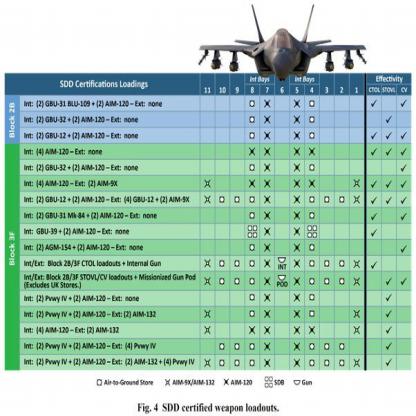 SDD Certifications Loadings
Int Bays
Int Bays
Effectivity
11 10 9 8 7 6 5 4 3 2 1
CTOL STOVL CV
Block 2B
Int: (2) GBU-31 BLU-109 + (2) AIM-120 – Ext: none
Int: (2) GBU-32 + (2) AIM-120 – Ext: none
Int: (2) GBU-12 + (2) AIM-120 – Ext: none
Block 3F
Int: (4) AIM-120 – Ext: none
Int: (2) GBU-32 + (2) AIM-120 – Ext: none
Int: (4) AIM-120 – Ext: (2) AIM-9X
Int: (2) GBU-12 + (2) AIM-120 – Ext: (4) GBU-12 + (2) AIM-9X
Int: (2) GBU-31 Mk-84 + (2) AIM-120 – Ext: none
Int: GBU-39 + (2) AIM-120 – Ext: none
Int: (2) AGM-154 + (2) AIM-120 – Ext: none
Int/Ext: Block 2B/3F CTOL loadouts + Internal Gun
INT
Int/Ext: Block 2B/3F STOVL/CV loadouts + Missionized Gun Pod
(Excludes UK Stores.)
POD
Int: (2) Pvwy IV + (2) AIM-120 – Ext: none
Int: (2) Pvwy IV + (2) AIM-120 – Ext: (2) AIM-132
Int: (4) AIM-120 – Ext: (2) AIM-132
Int: (2) Pvwy IV + (2) AIM-120 – Ext: (4) Pvwy IV
Int: (2) Pvwy IV + (2) AIM-120 – Ext: (2) AIM-132 + (4) Pvwy IV
Air-to-Ground Store AIM-9X/AIM-132 AIM-120 SDB Gun
Fig. 4 SDD certified weapon loadouts.